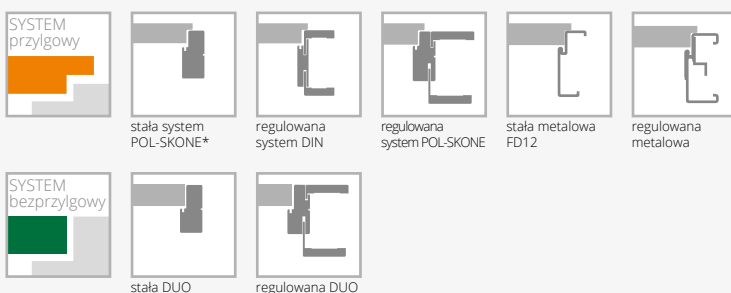 SYSTEM
przylgowy
stała system
POL-SKONE*
regulowana
system DIN
regulowana
system POL-SKONE
stała metalowa
FD12
regulowana
metalowa
SYSTEM
bezprzylgowy
stała DUO
regulowana DUO